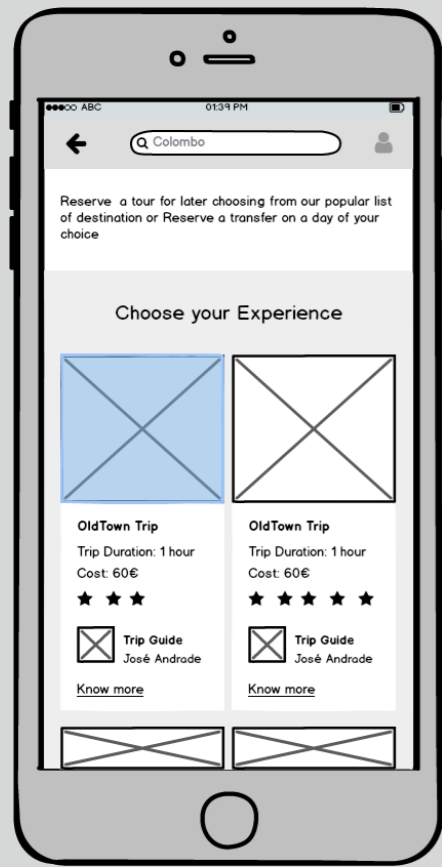 ABC 01:39 PM
Colombo
Reserve a tour for later choosing from our popular list
of destination or Reserve a transfer on a day of your
choice
Choose your Experience
OldTown Trip
Trip Duration: 1 hour
Cost: 60€
Trip Guide
José Andrade
Know more
OldTown Trip
Trip Duration: 1 hour
Cost: 60€
Trip Guide
José Andrade
Know more